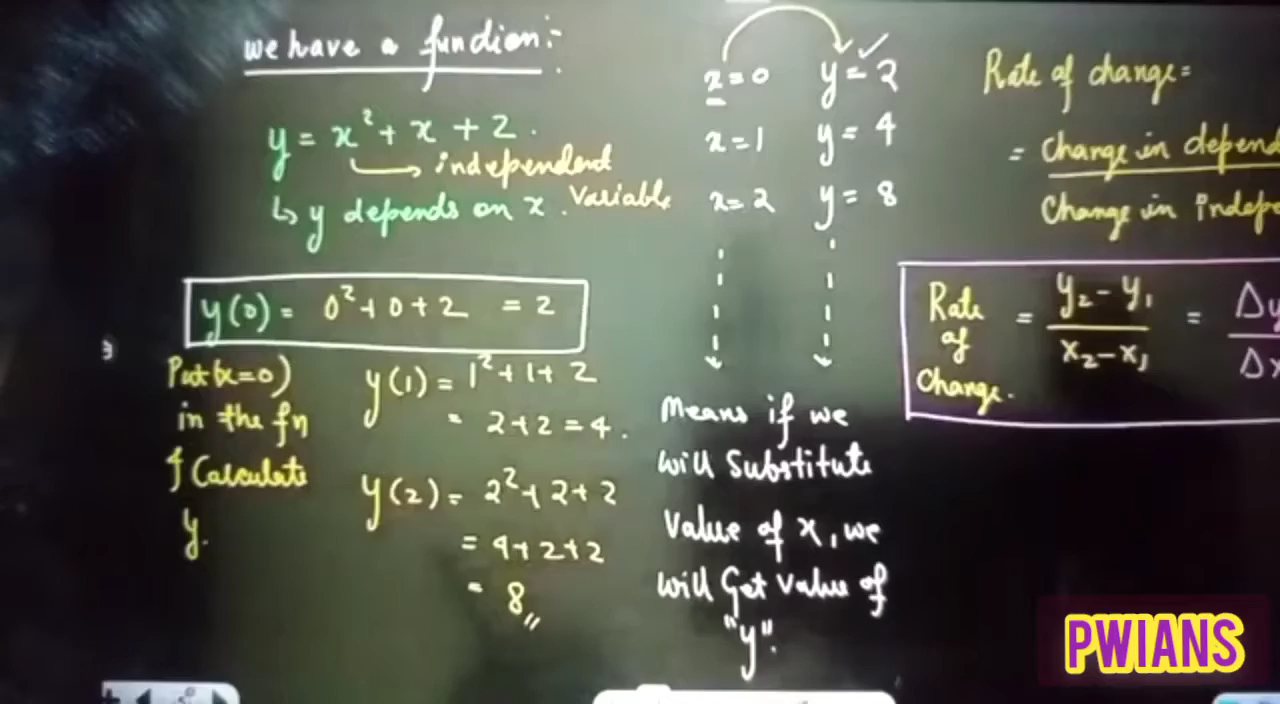 we have a fundion:-
y = x² + x + 2.
independent
variable
↳ y depends on x.
y(0) = 0² + 0 + 2 = 2
Put (x=0)
in the fn
& Calculate
y.
y(1) = 1² + 1 + 2
= 2+2 = 4.
y(2) = 2² + 2 + 2
= 4+2+2
= 8 "
x=0 y=2 ✓
x=1 y=4
x=2 y=8
Means if we
will Substitute
Value of x, we
will Get value of
"y".
Rate of change =
= Change in depend
Change in indepe
Rate of Change. = y₂ - y₁ / x₂ - x₁ = Δy / Δx
PWIANS